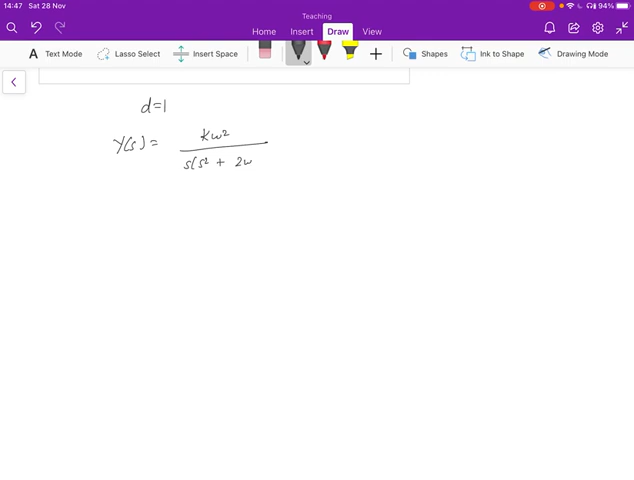 14:47 Sat 28 Nov
94%
Teaching
Home Insert Draw View
A Text Mode Lasso Select Insert Space Shapes Ink to Shape Drawing Mode
d=1
Y(s) = kω²
s(s² + 2ω